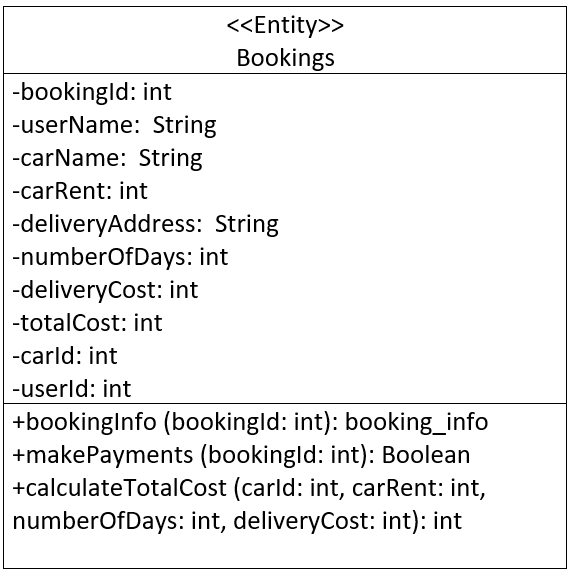 <<Entity>>
Bookings
-bookingId: int
-userName:  String
-carName:  String
-carRent: int
-deliveryAddress:  String
-numberOfDays: int
-deliveryCost: int
-totalCost: int
-carId: int
-userId: int
+bookingInfo (bookingId: int): booking_info
+makePayments (bookingId: int): Boolean
+calculateTotalCost (carId: int, carRent: int,
numberOfDays: int, deliveryCost: int): int